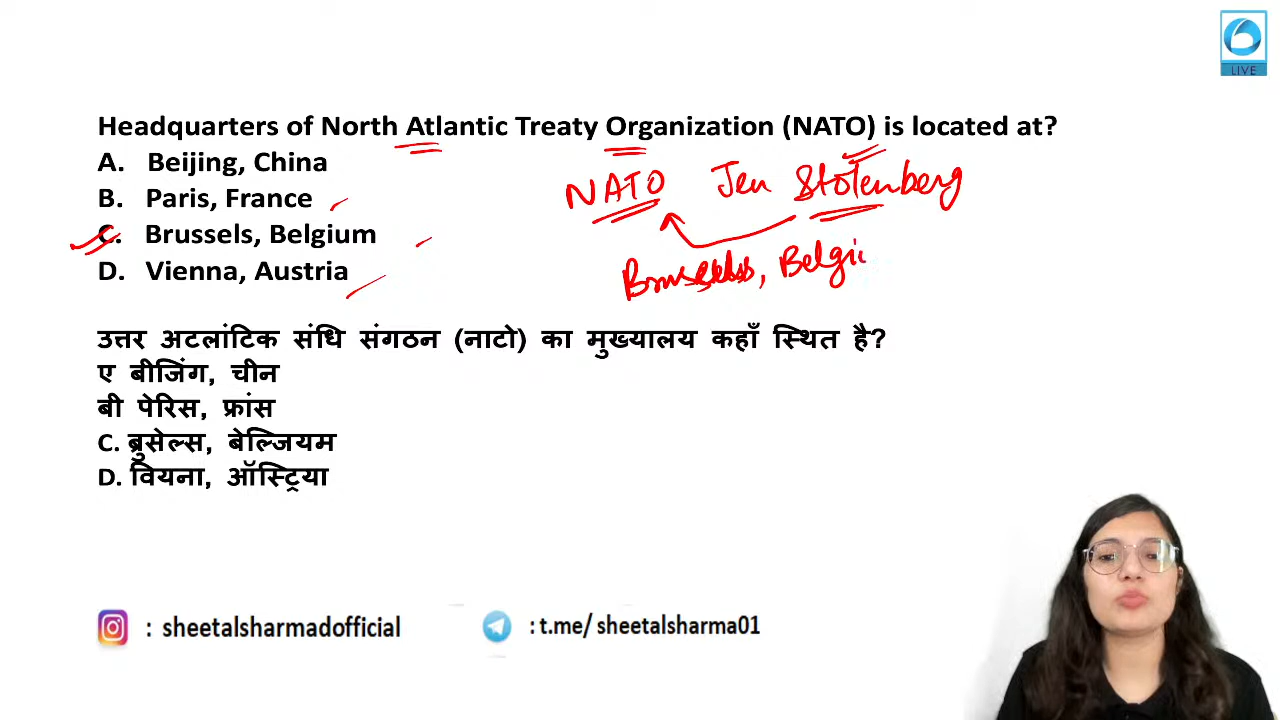 LIVE
Headquarters of North Atlantic Treaty Organization (NATO) is located at?
A. Beijing, China
B. Paris, France
C. Brussels, Belgium
D. Vienna, Austria
NATO Jen Stotenberg
Brussels, Belgi
उत्तर अटलांटिक संधि संगठन (नाटो) का मुख्यालय कहाँ स्थित है?
ए बीजिंग, चीन
बी पेरिस, फ्रांस
C. ब्रुसेल्स, बेल्जियम
D. वियना, ऑस्ट्रिया
: sheetalsharmadofficial
: t.me/ sheetalsharma01